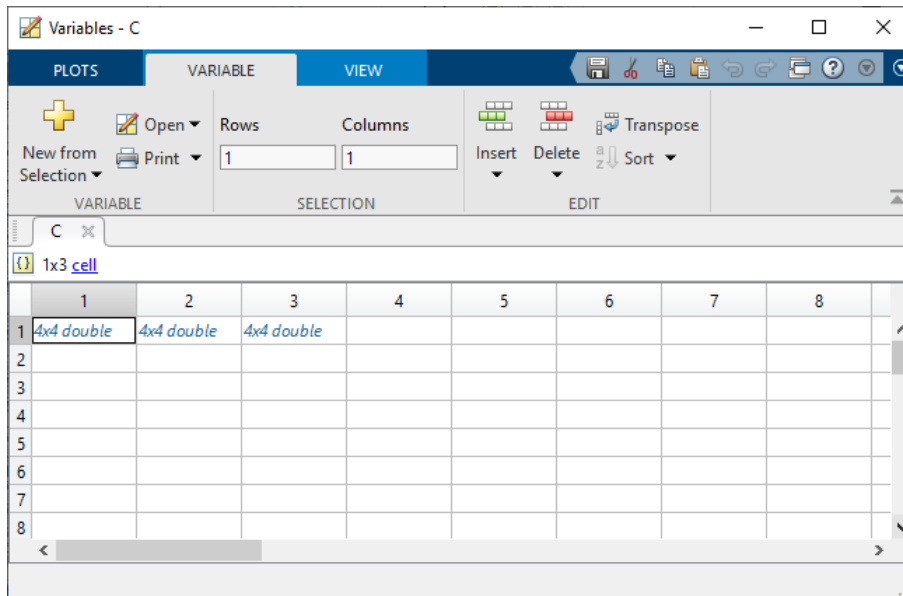 Variables - C
PLOTS VARIABLE VIEW
New from Selection
Open
Print
VARIABLE
Rows Columns
1 1
SELECTION
Insert Delete Transpose
Sort
EDIT
C
{} 1x3 cell
1 2 3 4 5 6 7 8
1 4x4 double 4x4 double 4x4 double
2
3
4
5
6
7
8